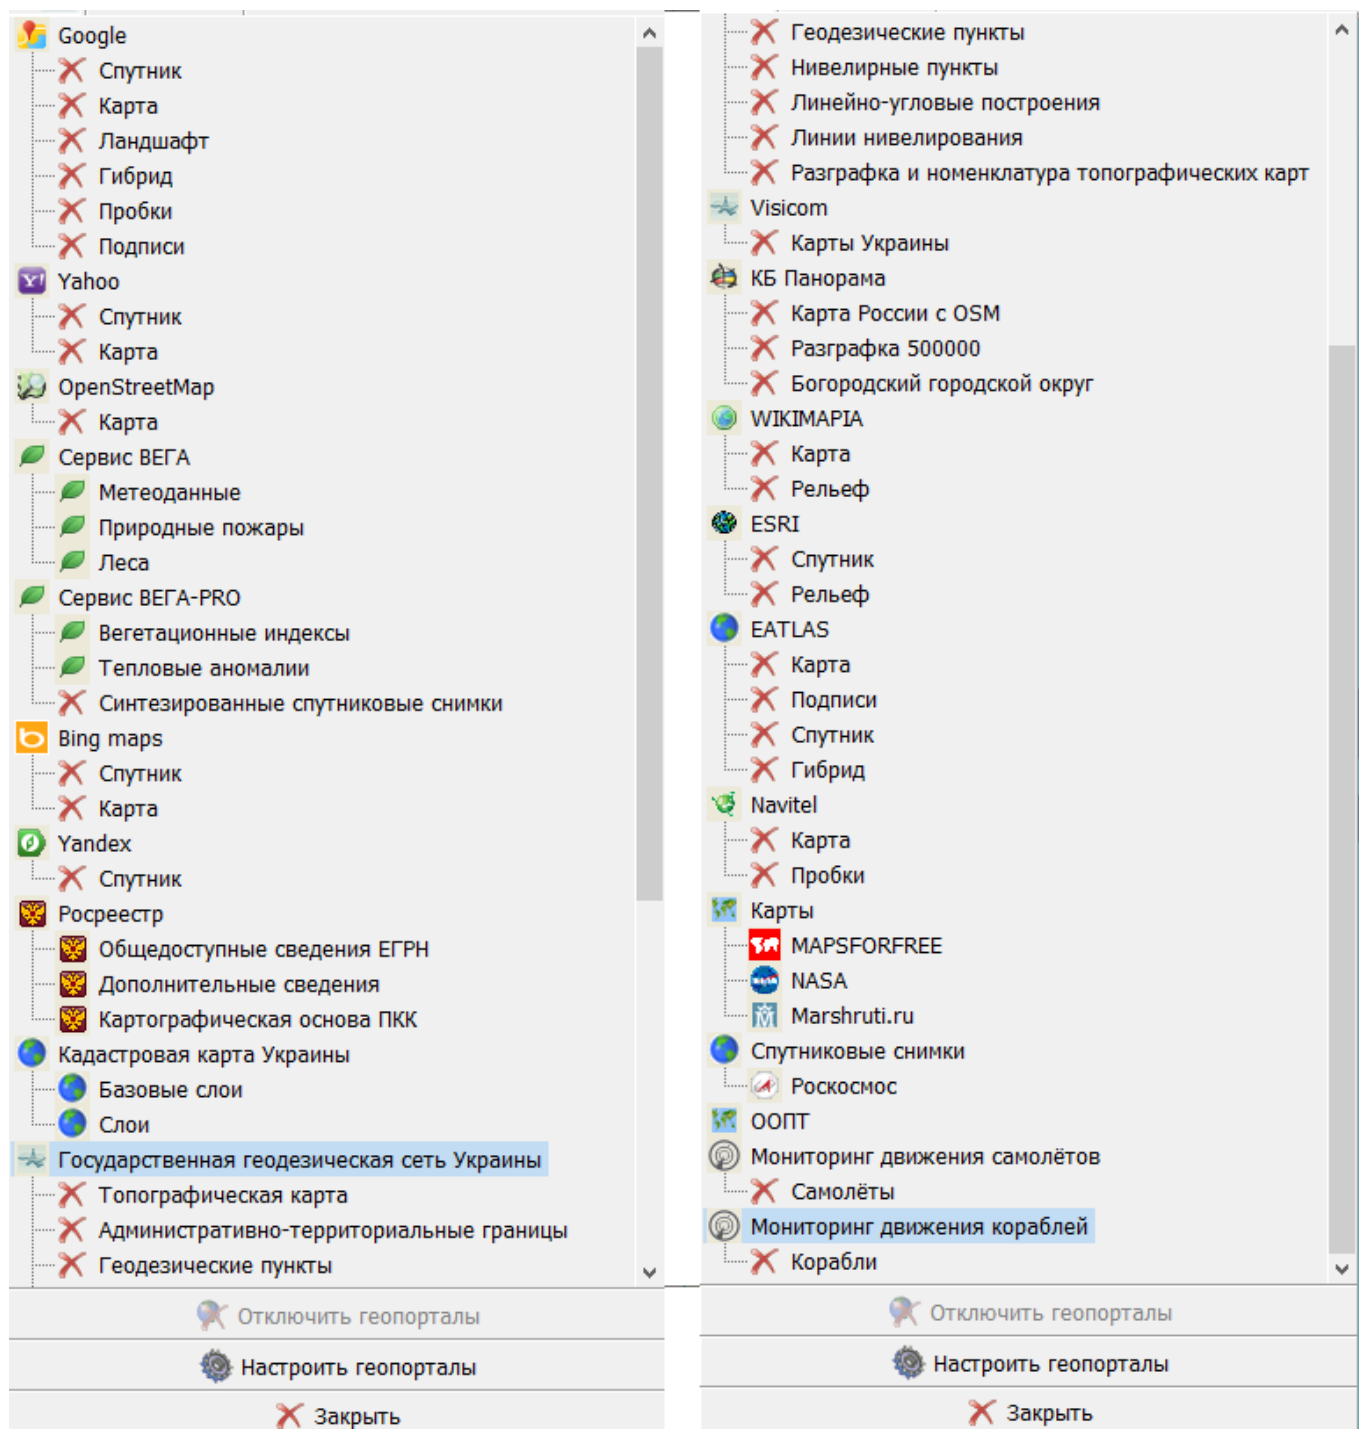 Google
Спутник
Карта
Ландшафт
Гибрид
Пробки
Подписи
Yahoo
Спутник
Карта
OpenStreetMap
Карта
Сервис ВЕГА
Метеоданные
Природные пожары
Леса
Сервис ВЕГА-PRO
Вегетационные индексы
Тепловые аномалии
Синтезированные спутниковые снимки
Bing maps
Спутник
Карта
Yandex
Спутник
Росреестр
Общедоступные сведения ЕГРН
Дополнительные сведения
Картографическая основа ПКК
Кадастровая карта Украины
Базовые слои
Слои
Государственная геодезическая сеть Украины
Топографическая карта
Административно-территориальные границы
Геодезические пункты
Отключить геопорталы
Настроить геопорталы
Закрыть
Геодезические пункты
Нивелирные пункты
Линейно-угловые построения
Линии нивелирования
Разграфка и номенклатура топографических карт
Visicom
Карты Украины
КБ Панорама
Карта России с OSM
Разграфка 500000
Богородский городской округ
WIKIMAPIA
Карта
Рельеф
ESRI
Спутник
Рельеф
EATLAS
Карта
Подписи
Спутник
Гибрид
Navitel
Карта
Пробки
Карты
MAPSFORFREE
NASA
Marshruti.ru
Спутниковые снимки
Роскосмос
ООПТ
Мониторинг движения самолётов
Самолёты
Мониторинг движения кораблей
Корабли
Отключить геопорталы
Настроить геопорталы
Закрыть